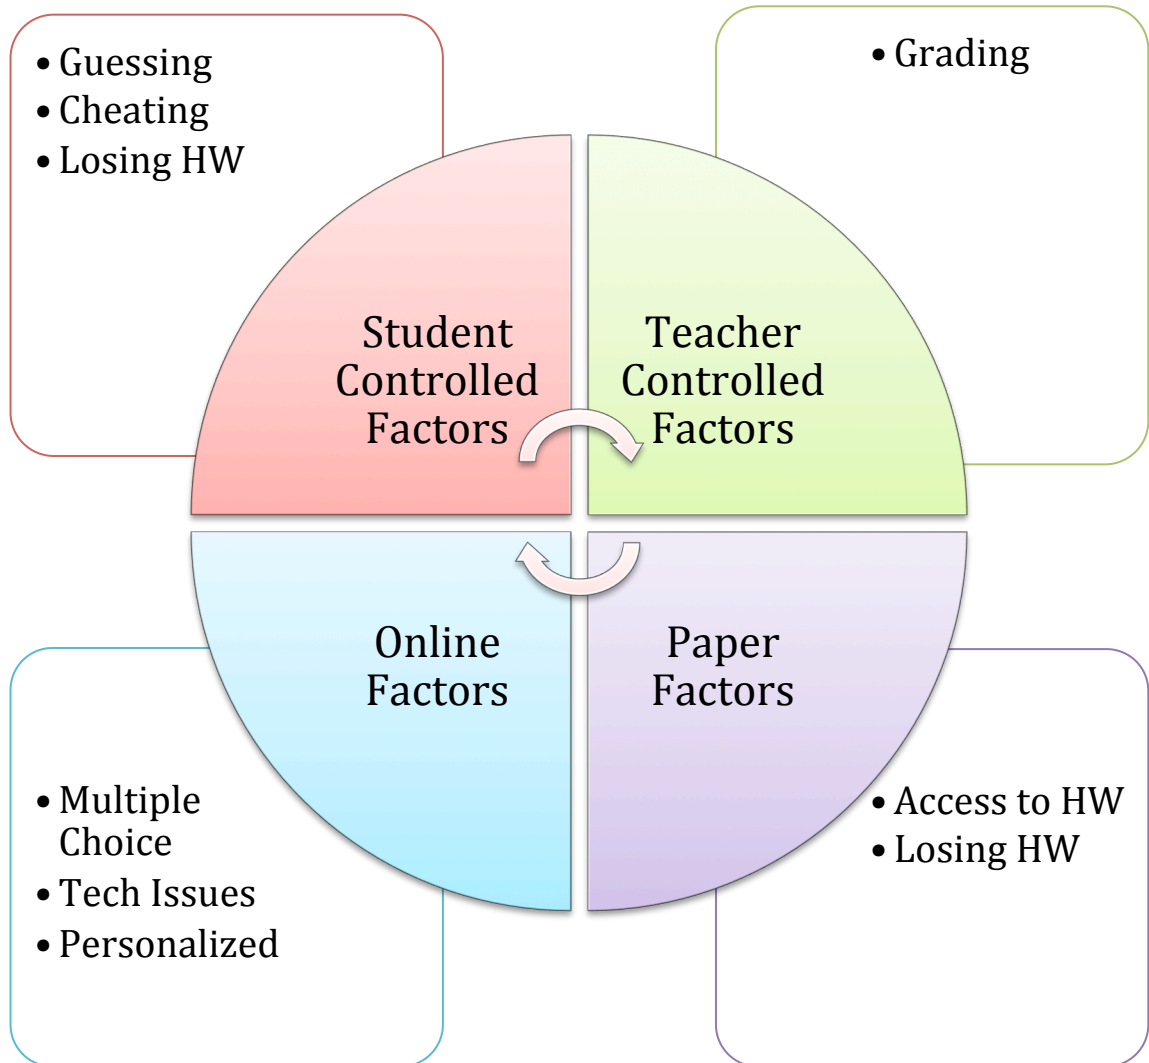 • Guessing
• Cheating
• Losing HW
• Grading
Student
Controlled
Factors
Teacher
Controlled
Factors
Online
Factors
Paper
Factors
• Multiple
Choice
• Tech Issues
• Personalized
• Access to HW
• Losing HW